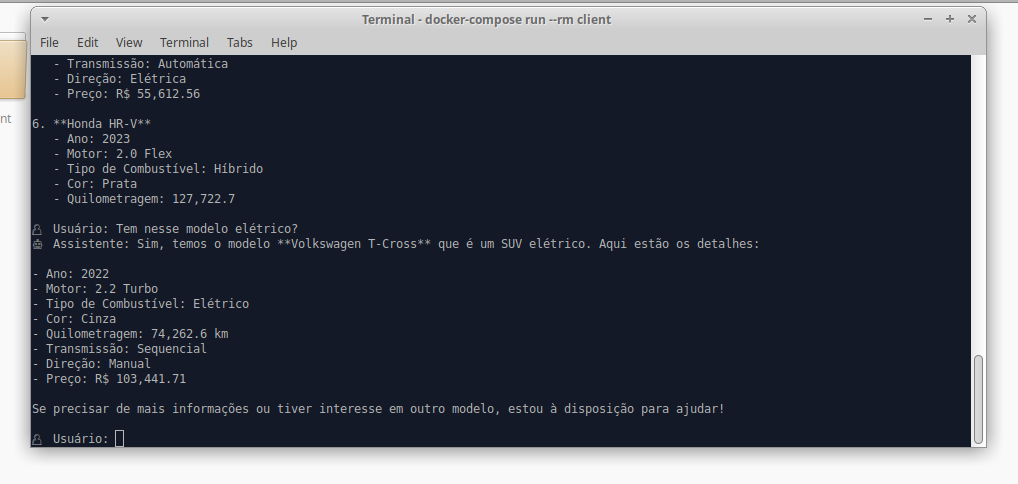 Terminal - docker-compose run --rm client
File Edit View Terminal Tabs Help
nt
- Transmissão: Automática
- Direção: Elétrica
- Preço: R$ 55,612.56
6. **Honda HR-V**
- Ano: 2023
- Motor: 2.0 Flex
- Tipo de Combustível: Híbrido
- Cor: Prata
- Quilometragem: 127,722.7
Usuário: Tem nesse modelo elétrico?
Assistente: Sim, temos o modelo **Volkswagen T-Cross** que é um SUV elétrico. Aqui estão os detalhes:
- Ano: 2022
- Motor: 2.2 Turbo
- Tipo de Combustível: Elétrico
- Cor: Cinza
- Quilometragem: 74,262.6 km
- Transmissão: Sequencial
- Direção: Manual
- Preço: R$ 103,441.71
Se precisar de mais informações ou tiver interesse em outro modelo, estou à disposição para ajudar!
Usuário: